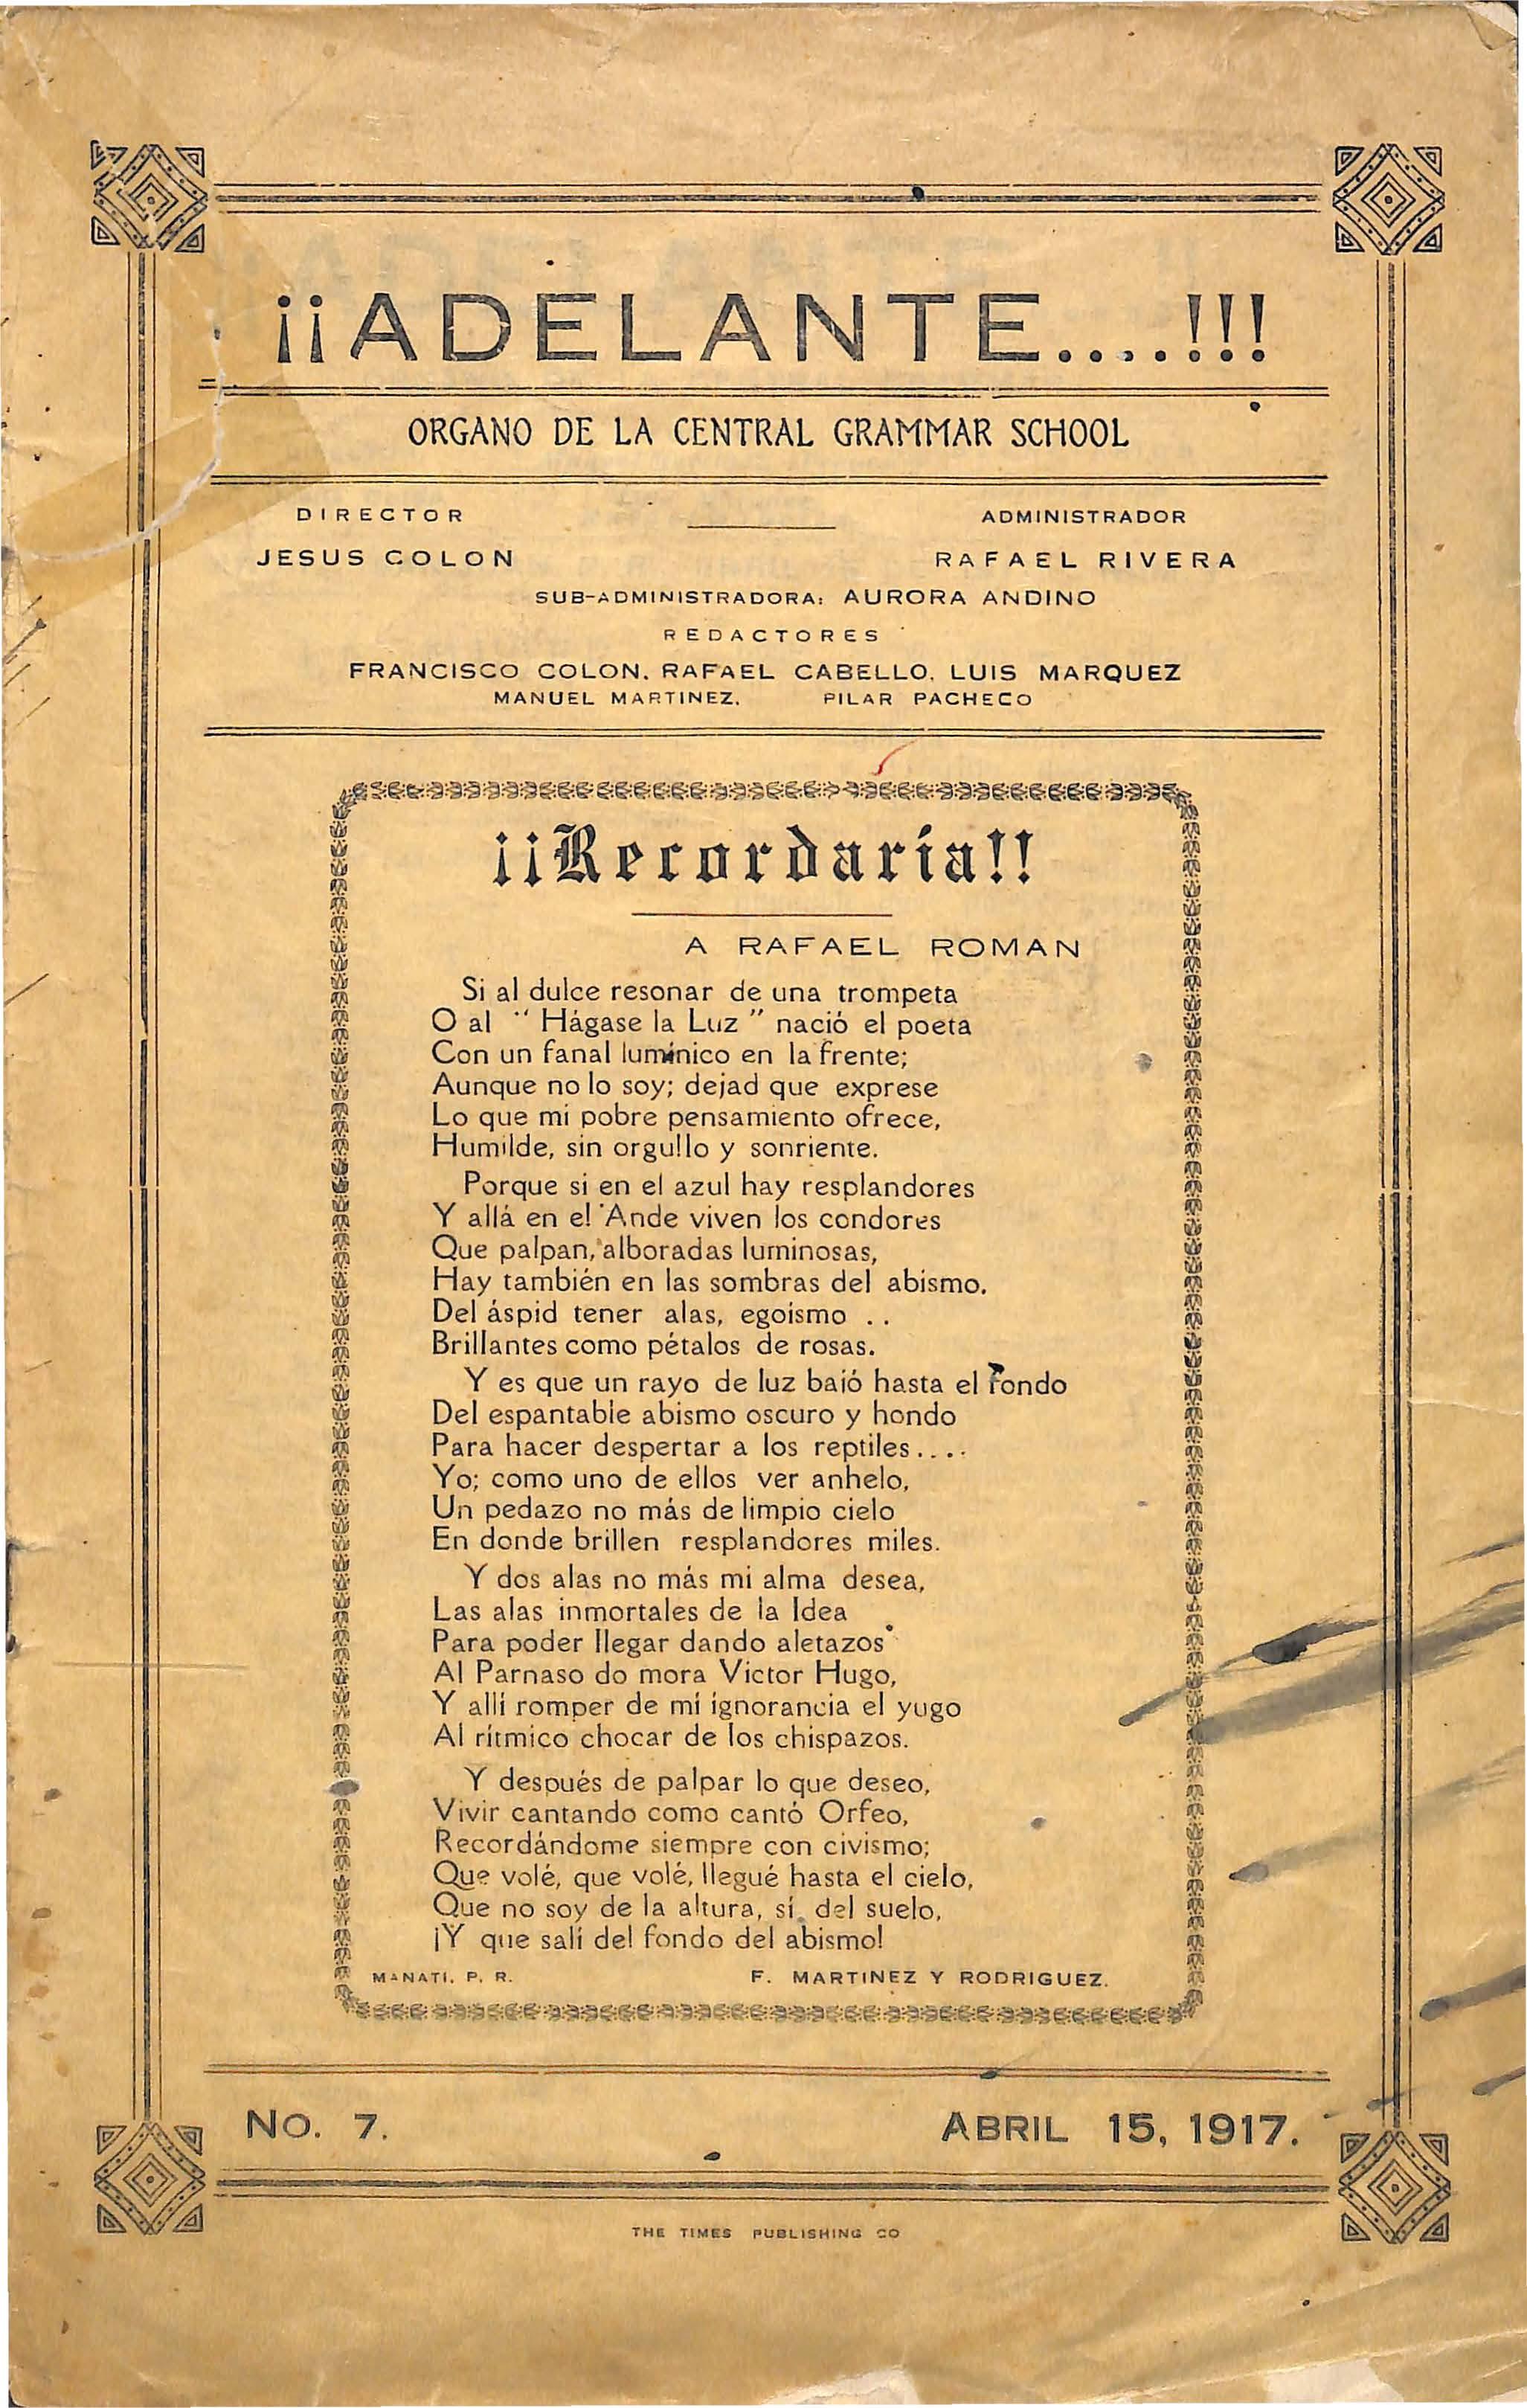 ¡¡ADELANTE....!!!
ORGANO DE LA CENTRAL GRAMMAR SCHOOL
DIRECTOR ADMINISTRADOR
JESUS COLON RAFAEL RIVERA
SUB-ADMINISTRADORA: AURORA ANDINO
REDACTORES
FRANCISCO COLON. RAFAEL CABELLO. LUIS MARQUEZ
MANUEL MARTINEZ. PILAR PACHECO
¡¡Recordaría!!
A RAFAEL ROMAN
Si al dulce resonar de una trompeta
O al " Hágase la Luz " nació el poeta
Con un fanal lumínico en la frente;
Aunque no lo soy; dejad que exprese
Lo que mi pobre pensamiento ofrece,
Humilde, sin orgullo y sonriente.
Porque si en el azul hay resplandores
Y allá en el Ande viven los condores
Que palpan, alboradas luminosas,
Hay también en las sombras del abismo.
Del áspid tener alas, egoísmo . .
Brillantes como pétalos de rosas.
Y es que un rayo de luz bajó hasta el fondo
Del espantable abismo oscuro y hondo
Para hacer despertar a los reptiles....
Yo; como uno de ellos ver anhelo,
Un pedazo no más de limpio cielo
En donde brillen resplandores miles.
Y dos alas no más mi alma desea,
Las alas inmortales de la Idea
Para poder llegar dando aletazos
Al Parnaso do mora Victor Hugo,
Y allí romper de mi ignorancia el yugo
Al rítmico chocar de los chispazos.
Y después de palpar lo que deseo,
Vivir cantando como cantó Orfeo,
Recordándome siempre con civismo;
Que volé, que volé, llegué hasta el cielo,
Que no soy de la altura, sí, del suelo,
¡Y que salí del fondo del abismo!
MANATI, P. R. F. MARTINEZ Y RODRIGUEZ.
No. 7. ABRIL 15, 1917.
THE TIMES PUBLISHING CO